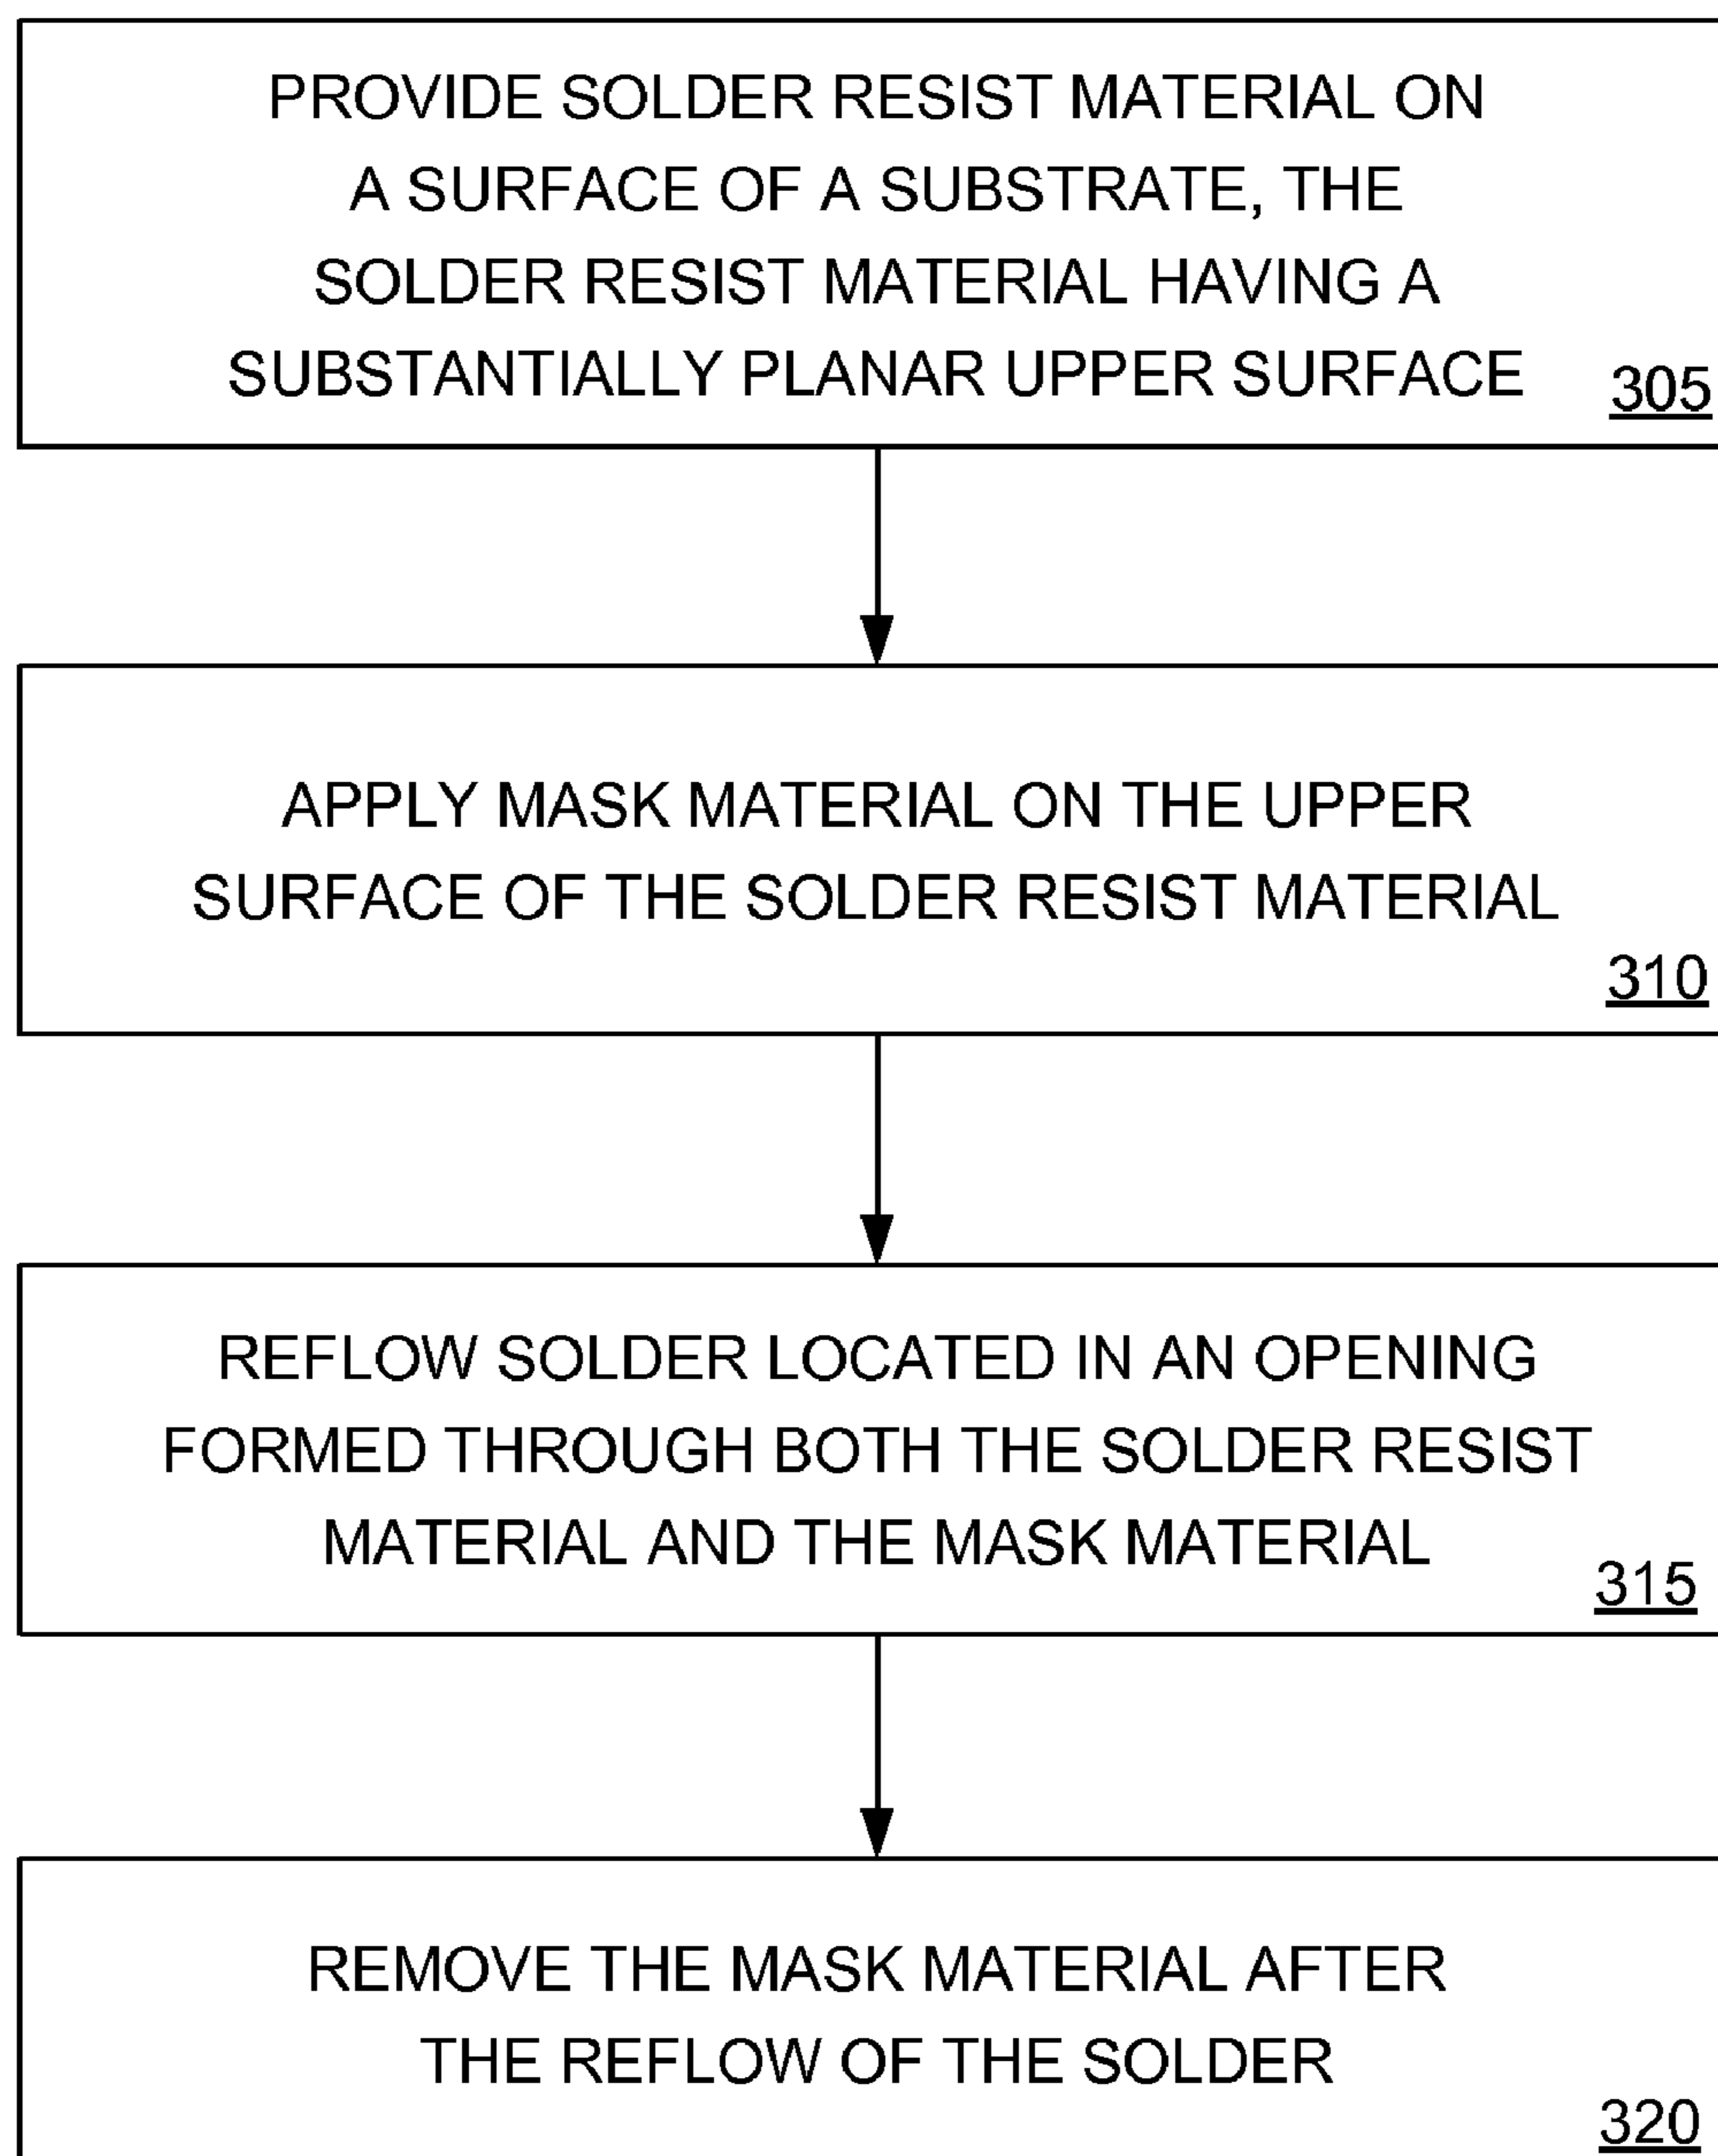 PROVIDE SOLDER RESIST MATERIAL ON
A SURFACE OF A SUBSTRATE, THE
SOLDER RESIST MATERIAL HAVING A
SUBSTANTIALLY PLANAR UPPER SURFACE
305
APPLY MASK MATERIAL ON THE UPPER
SURFACE OF THE SOLDER RESIST MATERIAL
310
REFLOW SOLDER LOCATED IN AN OPENING
FORMED THROUGH BOTH THE SOLDER RESIST
MATERIAL AND THE MASK MATERIAL
315
REMOVE THE MASK MATERIAL AFTER
THE REFLOW OF THE SOLDER
320